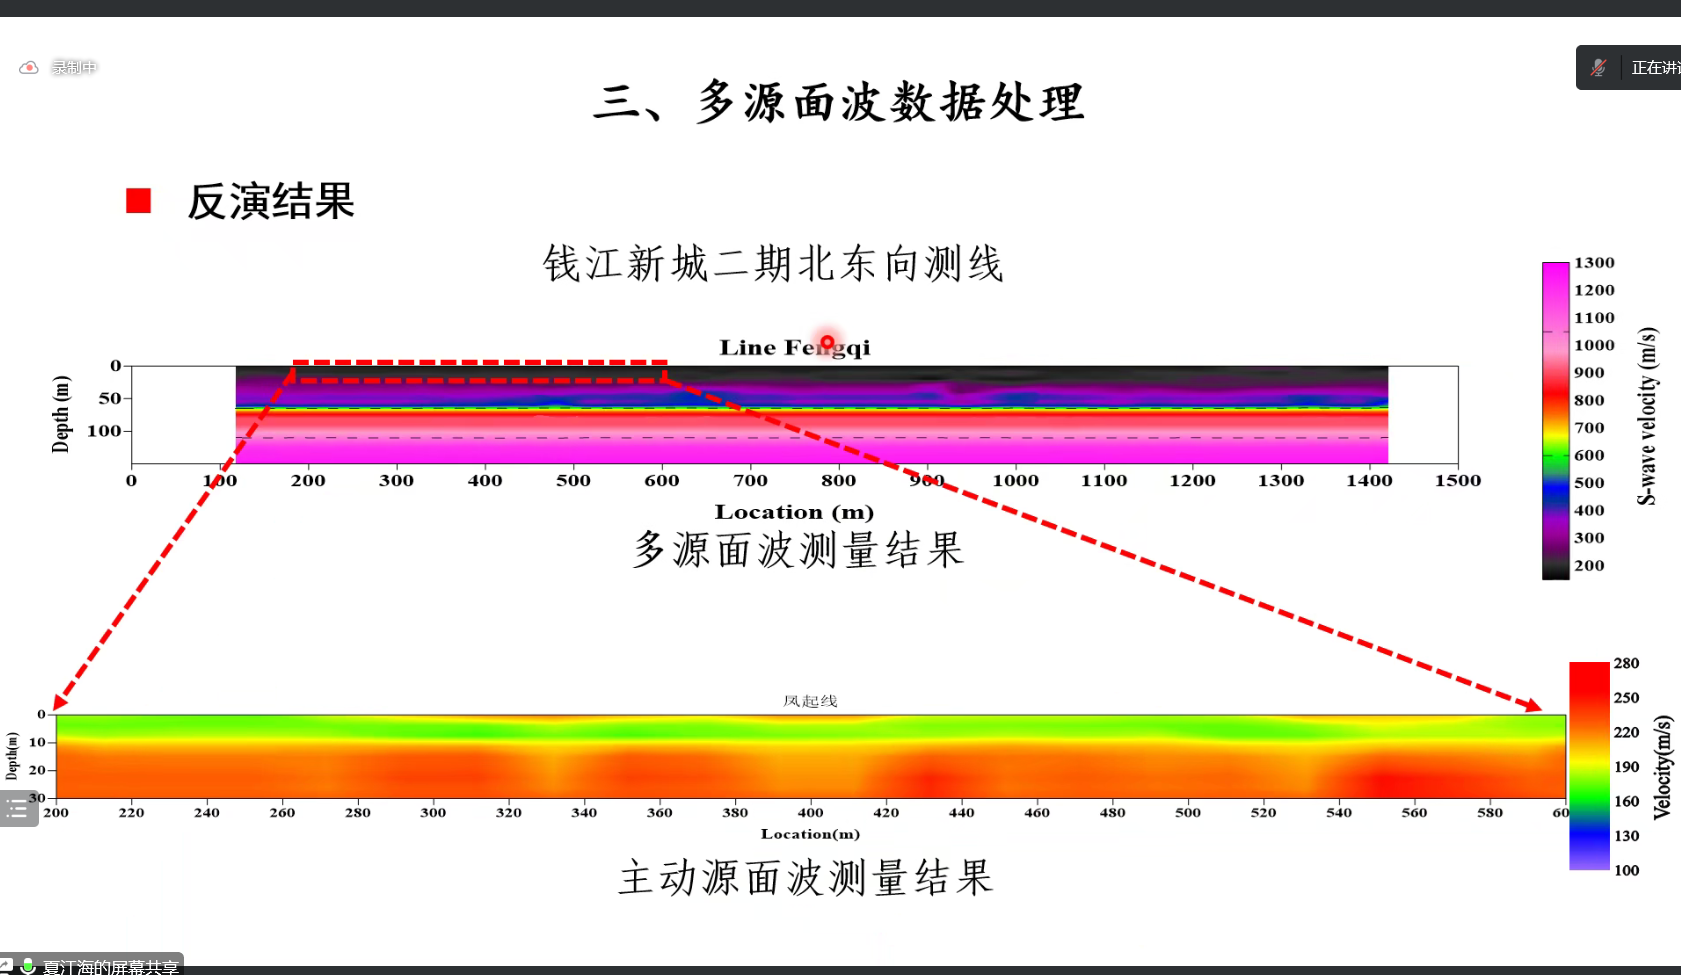 录制中
正在讲
三、多源面波数据处理
反演结果
钱江新城二期北东向测线
Line Fengqi
Depth (m)
0
50
100
0 100 200 300 400 500 600 700 800 900 1000 1100 1200 1300 1400 1500
Location (m)
多源面波测量结果
1300
1200
1100
1000
900
800
700
600
500
400
300
200
S-wave velocity (m/s)
凤起线
Depth(m)
0
10
20
30
200 220 240 260 280 300 320 340 360 380 400 420 440 460 480 500 520 540 560 580 60
Location(m)
主动源面波测量结果
280
250
220
190
160
130
100
Velocity(m/s)
夏江海的屏幕共享